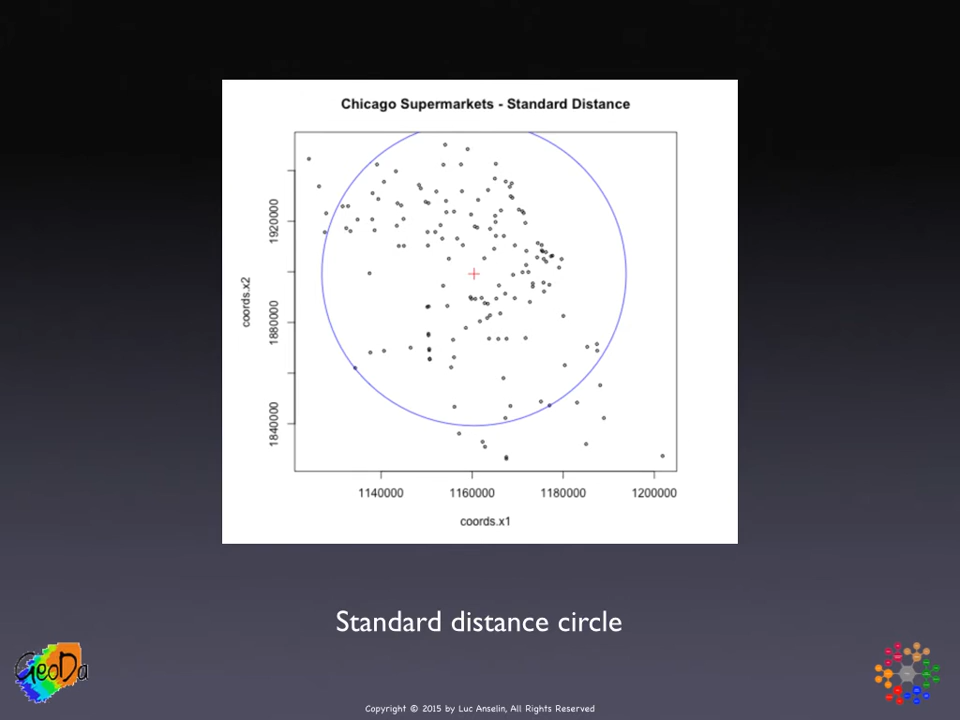 Chicago Supermarkets - Standard Distance
coords.x2
1920000
1880000
1840000
1140000 1160000 1180000 1200000
coords.x1
Standard distance circle
GeoDa
Copyright © 2015 by Luc Anselin, All Rights Reserved